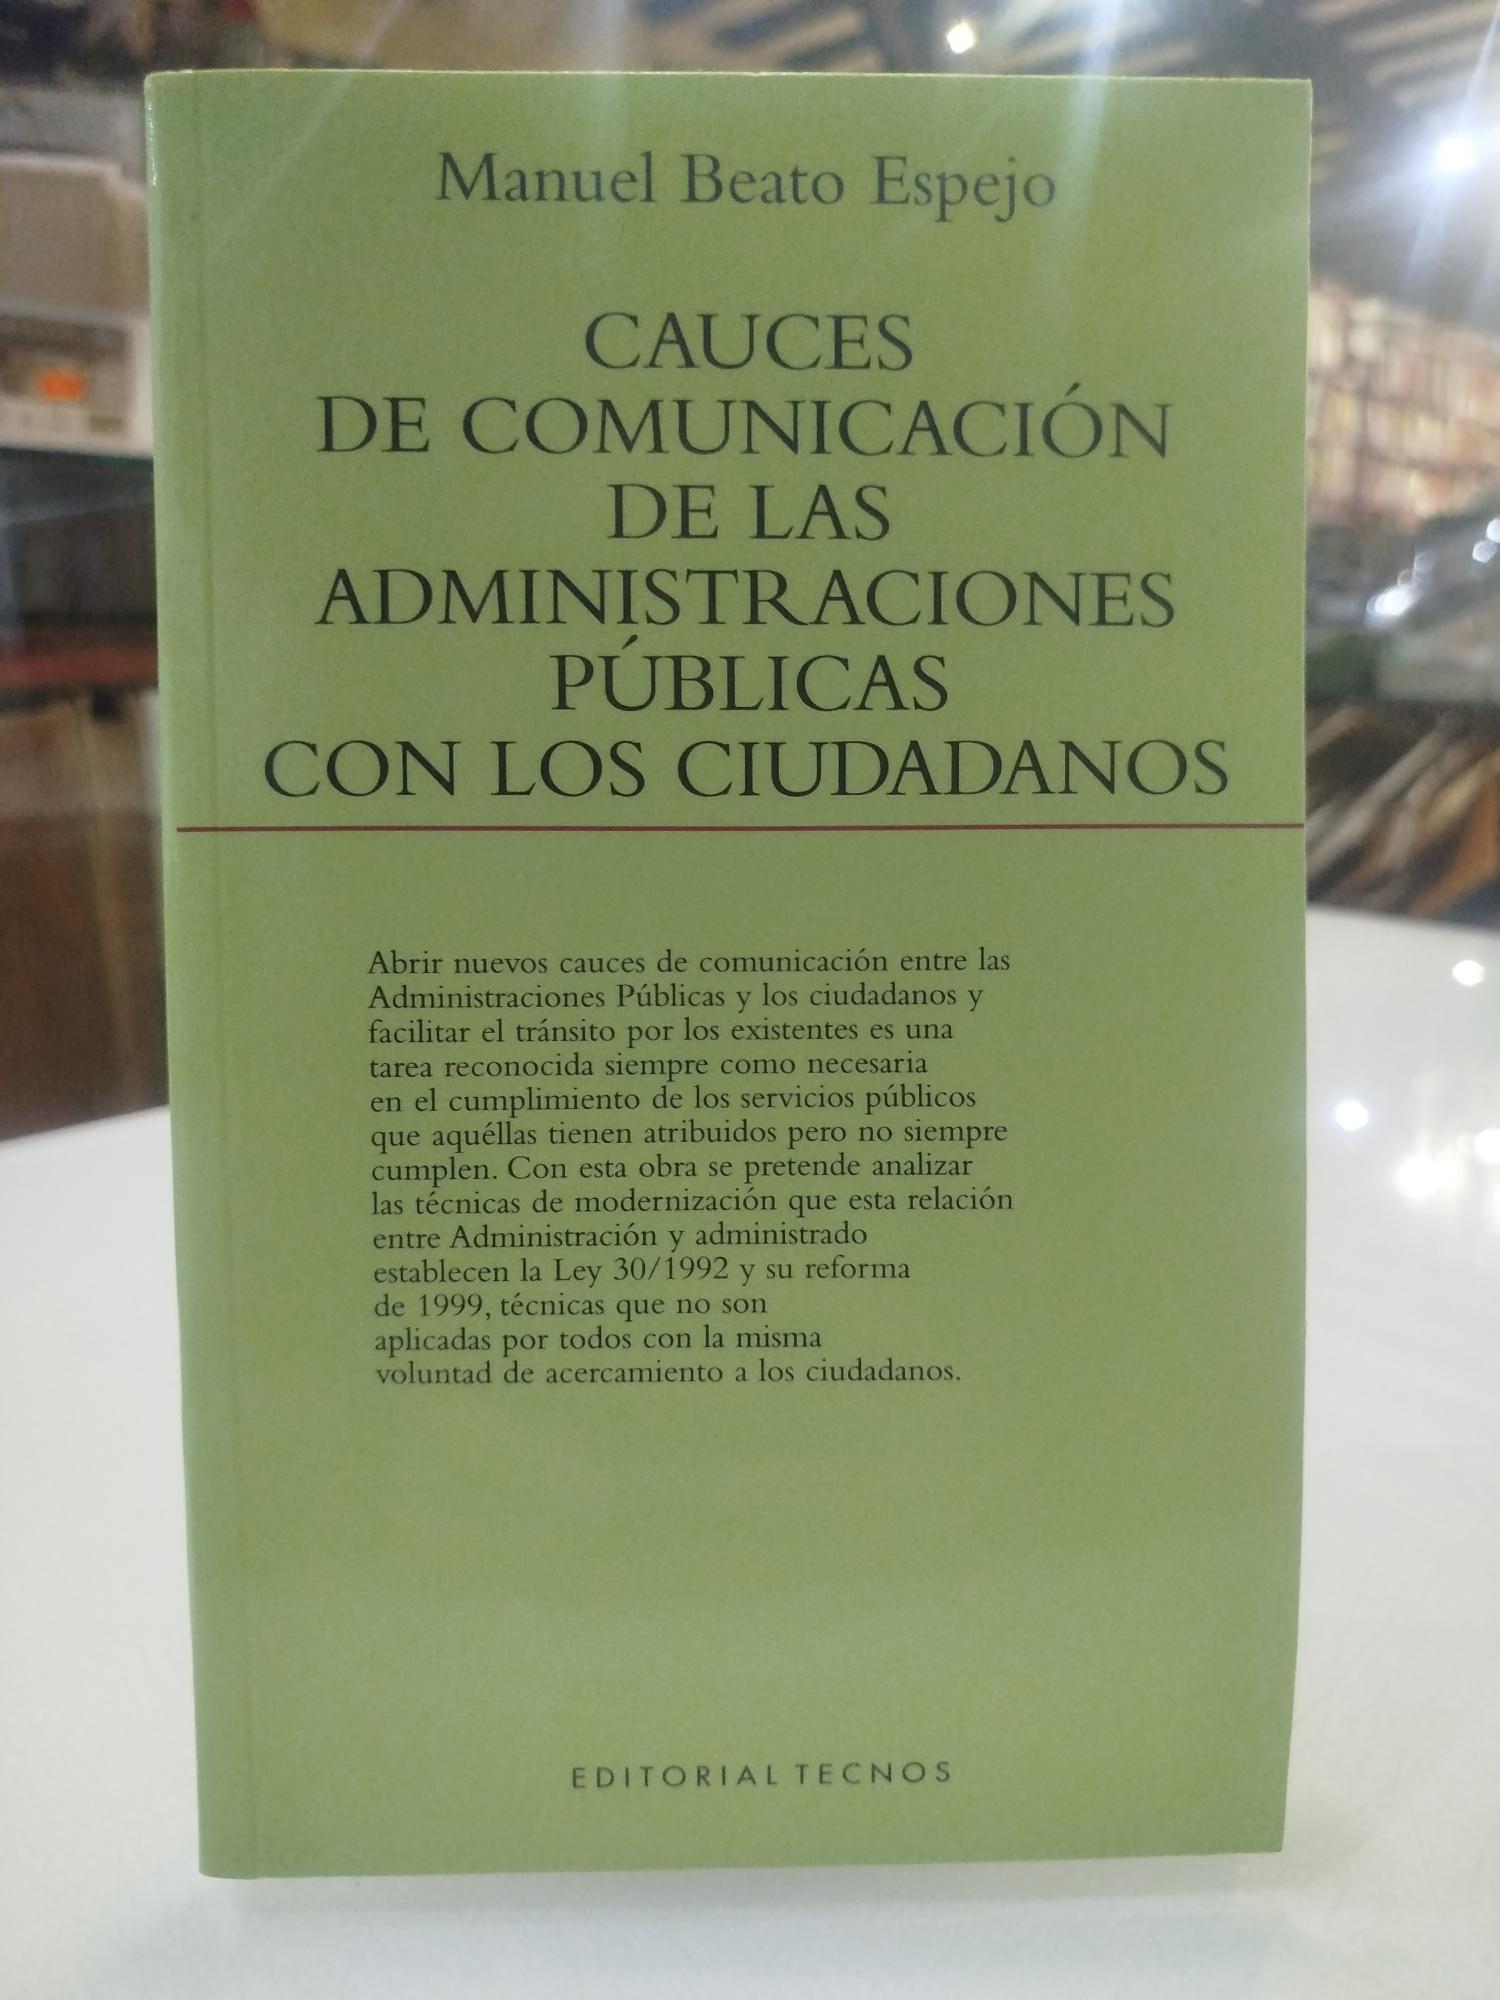 Manuel Beato Espejo
CAUCES
DE COMUNICACIÓN
DE LAS
ADMINISTRACIONES
PÚBLICAS
CON LOS CIUDADANOS
Abrir nuevos cauces de comunicación entre las
Administraciones Públicas y los ciudadanos y
facilitar el tránsito por los existentes es una
tarea reconocida siempre como necesaria
en el cumplimiento de los servicios públicos
que aquéllas tienen atribuidos pero no siempre
cumplen. Con esta obra se pretende analizar
las técnicas de modernización que esta relación
entre Administración y administrado
establecen la Ley 30/1992 y su reforma
de 1999, técnicas que no son
aplicadas por todos con la misma
voluntad de acercamiento a los ciudadanos.
EDITORIAL TECNOS